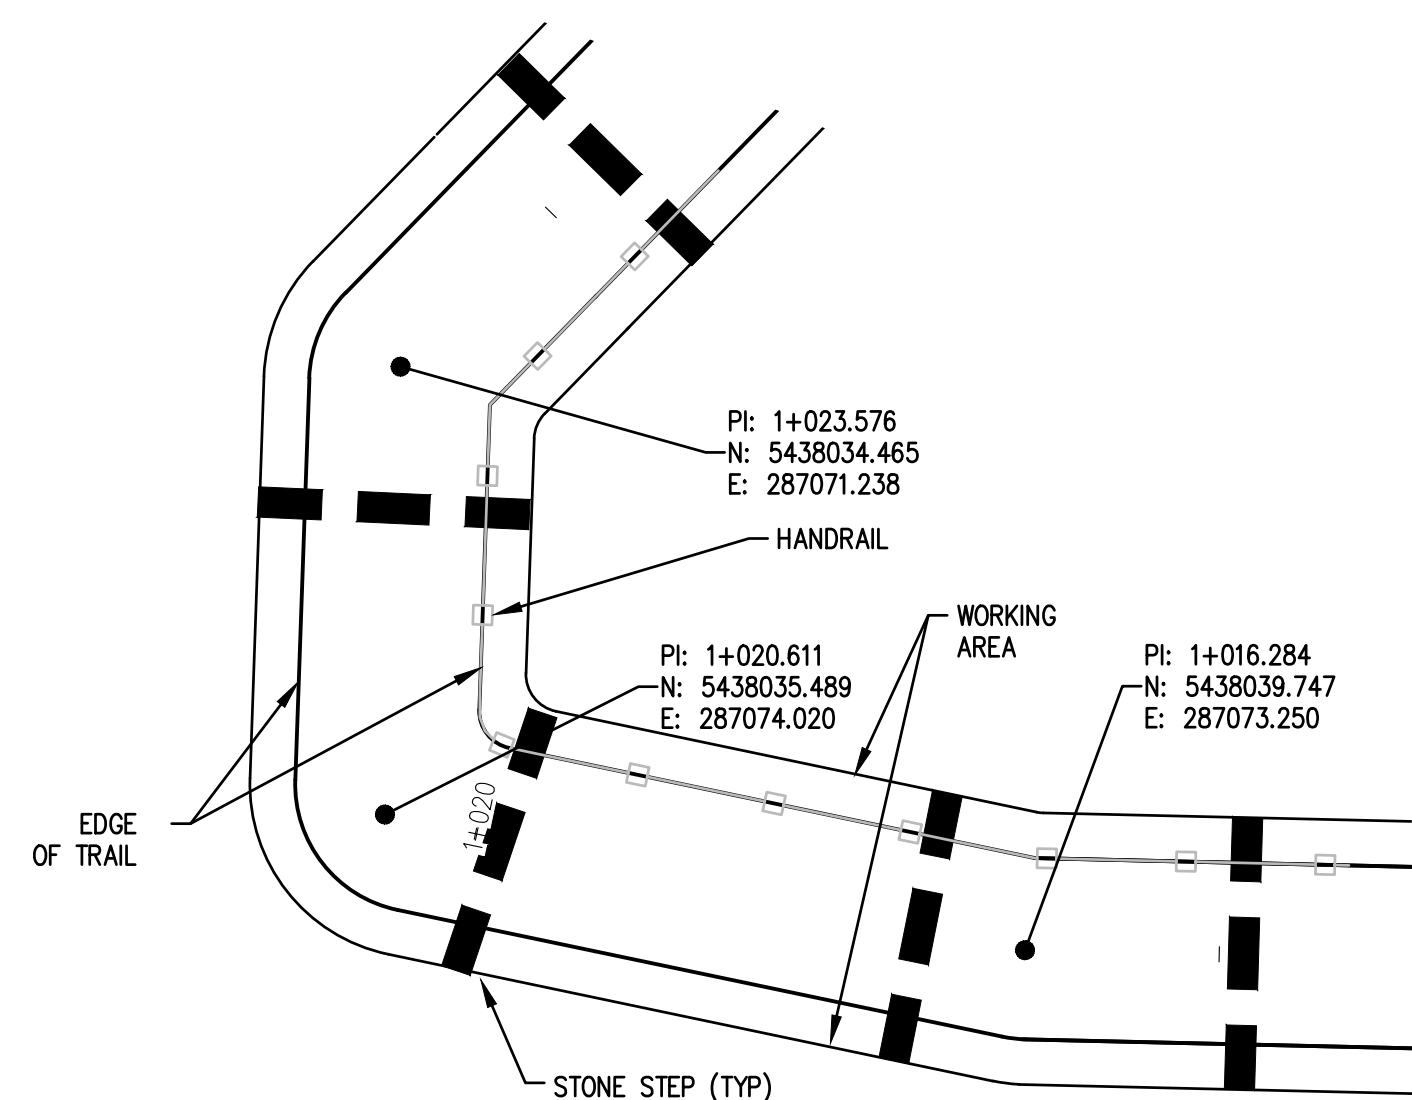 PI: 1+023.576
N: 5438034.465
E: 287071.238
HANDRAIL
WORKING
AREA
PI: 1+020.611
N: 5438035.489
E: 287074.020
PI: 1+016.284
N: 5438039.747
E: 287073.250
1+020
EDGE
OF TRAIL
STONE STEP (TYP)